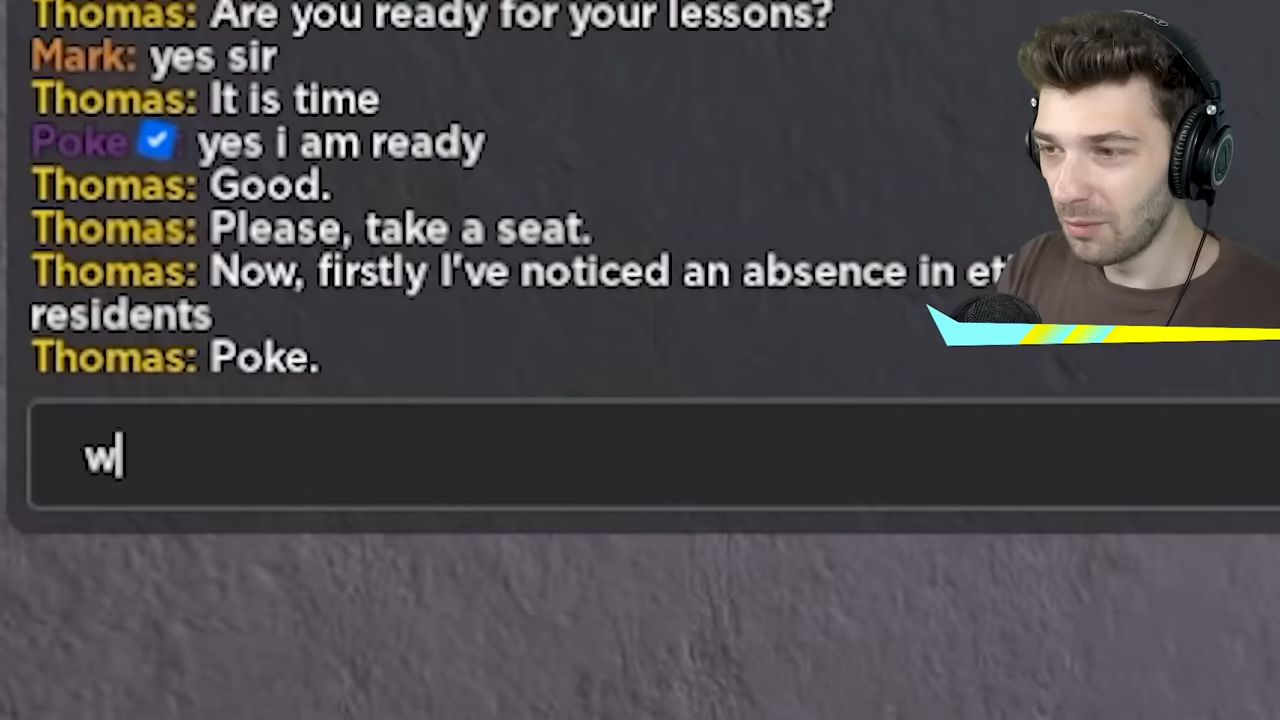 Thomas: Are you ready for your lessons?
Mark: yes sir
Thomas: It is time
Poke : yes i am ready
Thomas: Good.
Thomas: Please, take a seat.
Thomas: Now, firstly I've noticed an absence in
residents
Thomas: Poke.
w